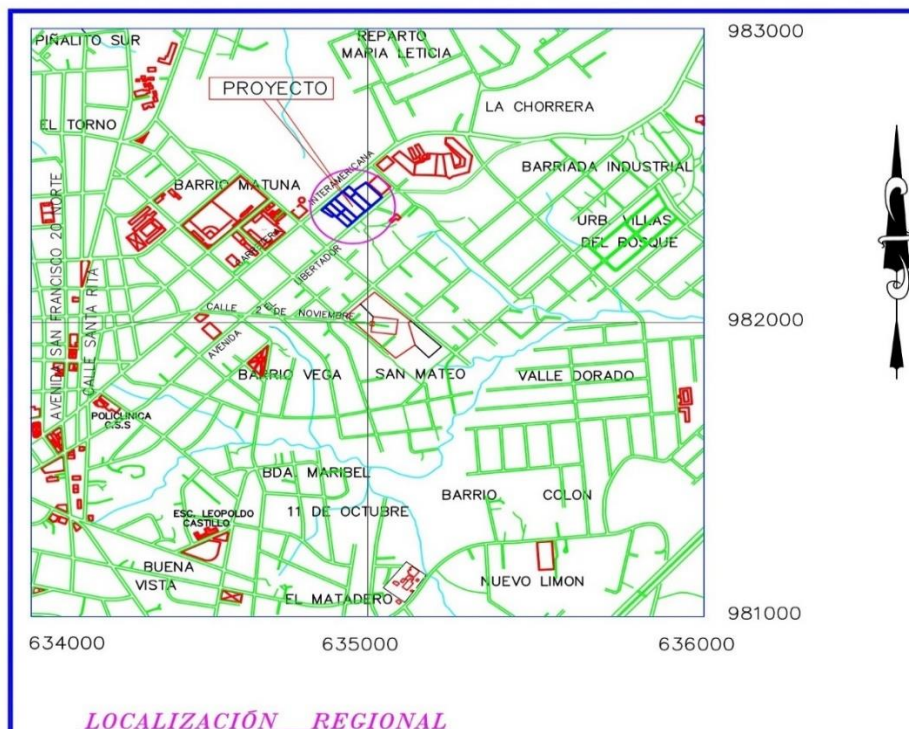 983000
PIÑALITO SUR
REPARTO
MARIA LETICIA
PROYECTO
LA CHORRERA
EL TORNO
INTERAMERICANA
BARRIADA INDUSTRIAL
BARRIO MATUNA
AVENIDA SAN FRANCISCO 20 NORTE
CALLE SANTA RITA
URB. VILLAS
DEL BOSQUE
CARRETERA
LIBERTADOR
CALLE 2 DE NOVIEMBRE
982000
AVENIDA
BARRIO VEGA
SAN MATEO
VALLE DORADO
POLICLINICA
C.S.S
BDA. MARIBEL
BARRIO COLON
11 DE OCTUBRE
ESC. LEOPOLDO
CASTILLO
BUENA
VISTA
NUEVO LIMON
EL MATADERO
981000
634000
635000
636000
LOCALIZACIÓN REGIONAL